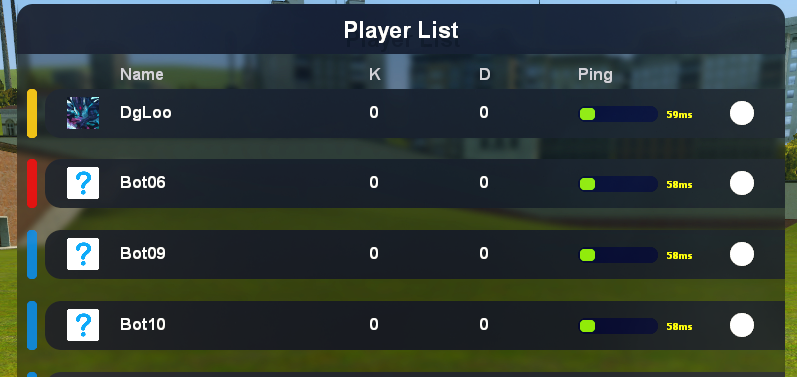 Player List
Name K D Ping
DgLoo 0 0 59ms
? Bot06 0 0 58ms
? Bot09 0 0 58ms
? Bot10 0 0 58ms